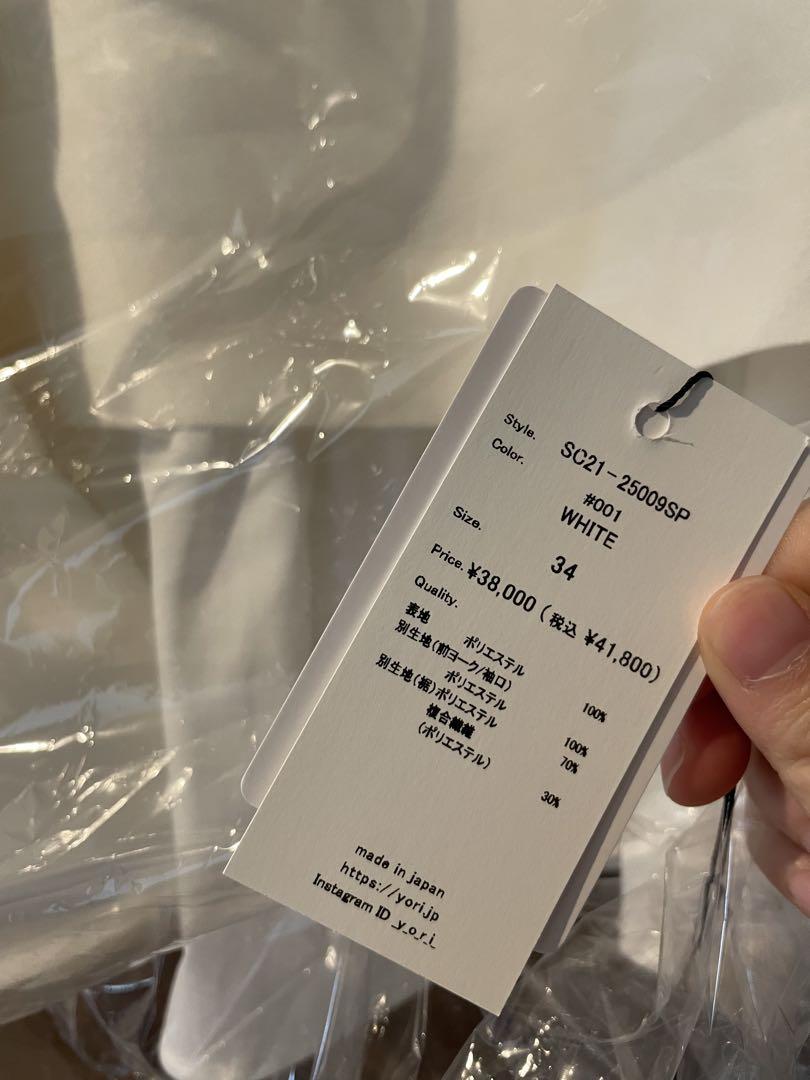 Style. SC21-25009SP
Color. #001
WHITE
Size. 34
Price. ¥38,000(税込 ¥41,800)
Quality.
表地 ポリエステル 100%
別生地(前ヨーク/袖口)
ポリエステル 100%
別生地(裾)ポリエステル 70%
複合繊維 30%
(ポリエステル)
made in japan
https://yori.jp
Instagram ID _y_o_r_i_